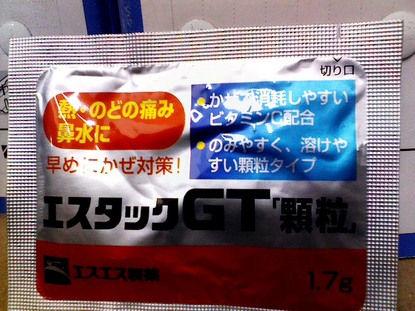 切り口
熱・のどの痛み
鼻水に
早めにかぜ対策!
かぜで消耗しやすい
ビタミンC配合
のみやすく、溶けや
すい顆粒タイプ
エスタックGT「顆粒」
エスエス製薬
1.7g